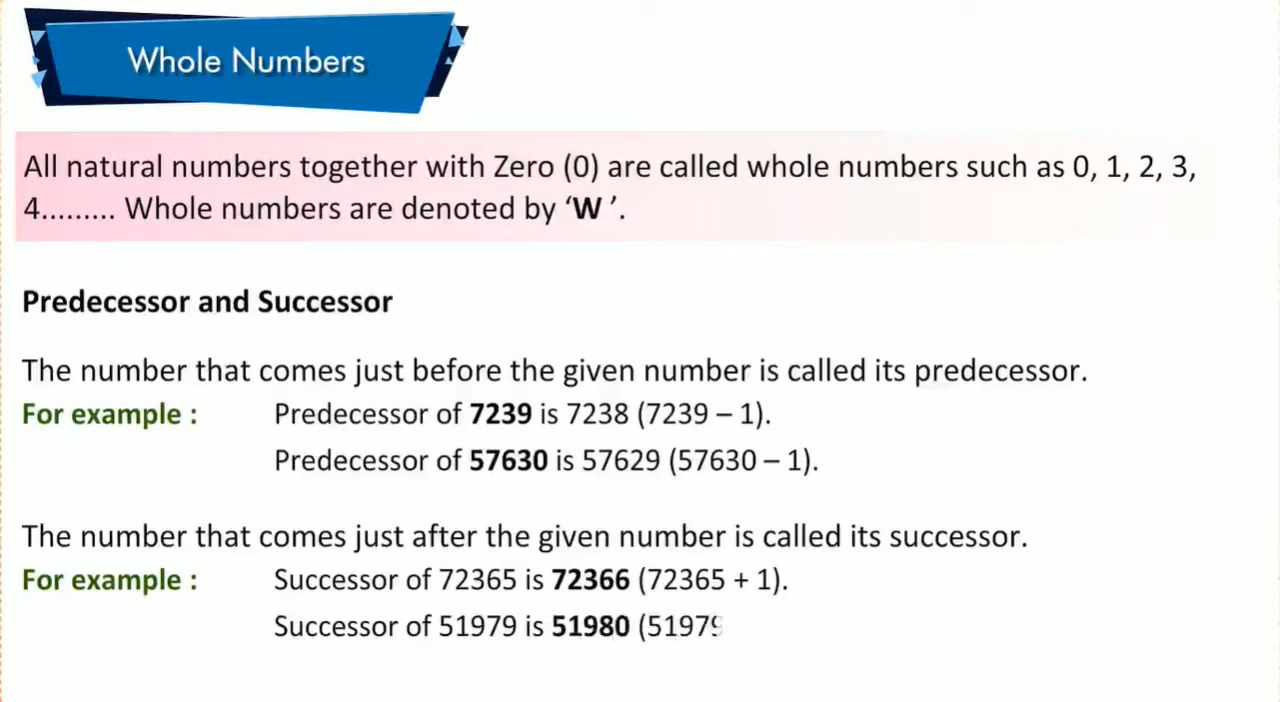 Whole Numbers
All natural numbers together with Zero (0) are called whole numbers such as 0, 1, 2, 3,
4......... Whole numbers are denoted by ‘W ’.
Predecessor and Successor
The number that comes just before the given number is called its predecessor.
For example : Predecessor of 7239 is 7238 (7239 – 1).
Predecessor of 57630 is 57629 (57630 – 1).
The number that comes just after the given number is called its successor.
For example : Successor of 72365 is 72366 (72365 + 1).
Successor of 51979 is 51980 (51979